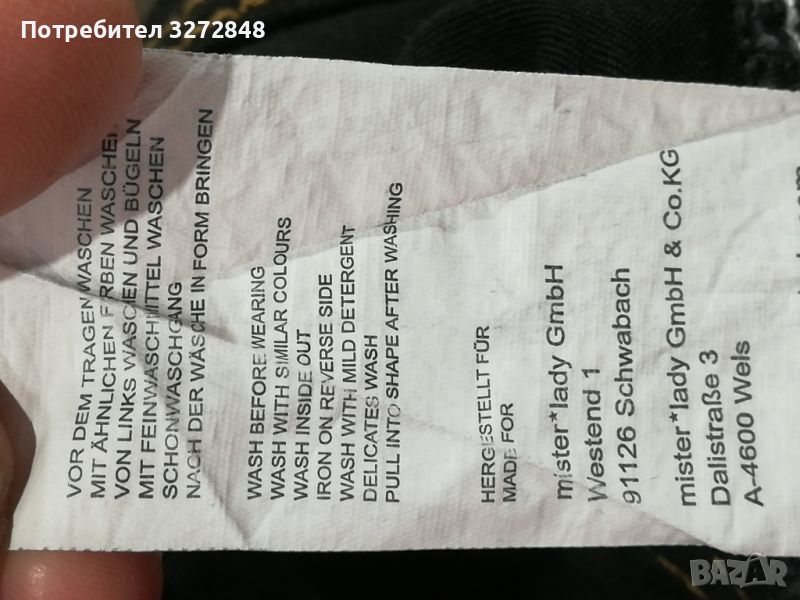 Потребител 3272848
VOR DEM TRAGEN WASCHEN
MIT ÄHNLICHEN FARBEN WASCHEN
VON LINKS WASCHEN UND BÜGELN
MIT FEINWASCHMITTEL WASCHEN
SCHONWASCHGANG
NACH DER WÄSCHE IN FORM BRINGEN
WASH BEFORE WEARING
WASH WITH SIMILAR COLOURS
WASH INSIDE OUT
IRON ON REVERSE SIDE
WASH WITH MILD DETERGENT
DELICATES WASH
PULL INTO SHAPE AFTER WASHING
HERGESTELLT FÜR
MADE FOR
mister*lady GmbH
Westend 1
91126 Schwabach
mister*lady GmbH & Co.KG
Dalistraße 3
A-4600 Wels
BAZAR